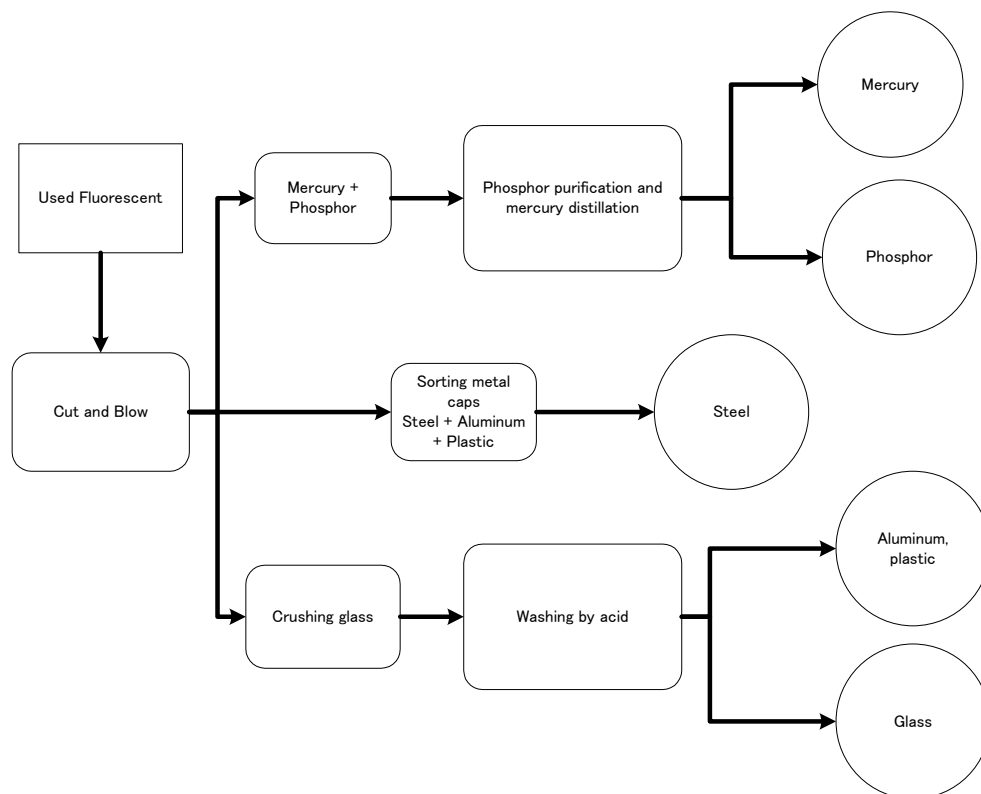 Used Fluorescent
Cut and Blow
Mercury +
Phosphor
Phosphor purification and
mercury distillation
Mercury
Phosphor
Sorting metal
caps
Steel + Aluminum
+ Plastic
Steel
Crushing glass
Washing by acid
Aluminum,
plastic
Glass